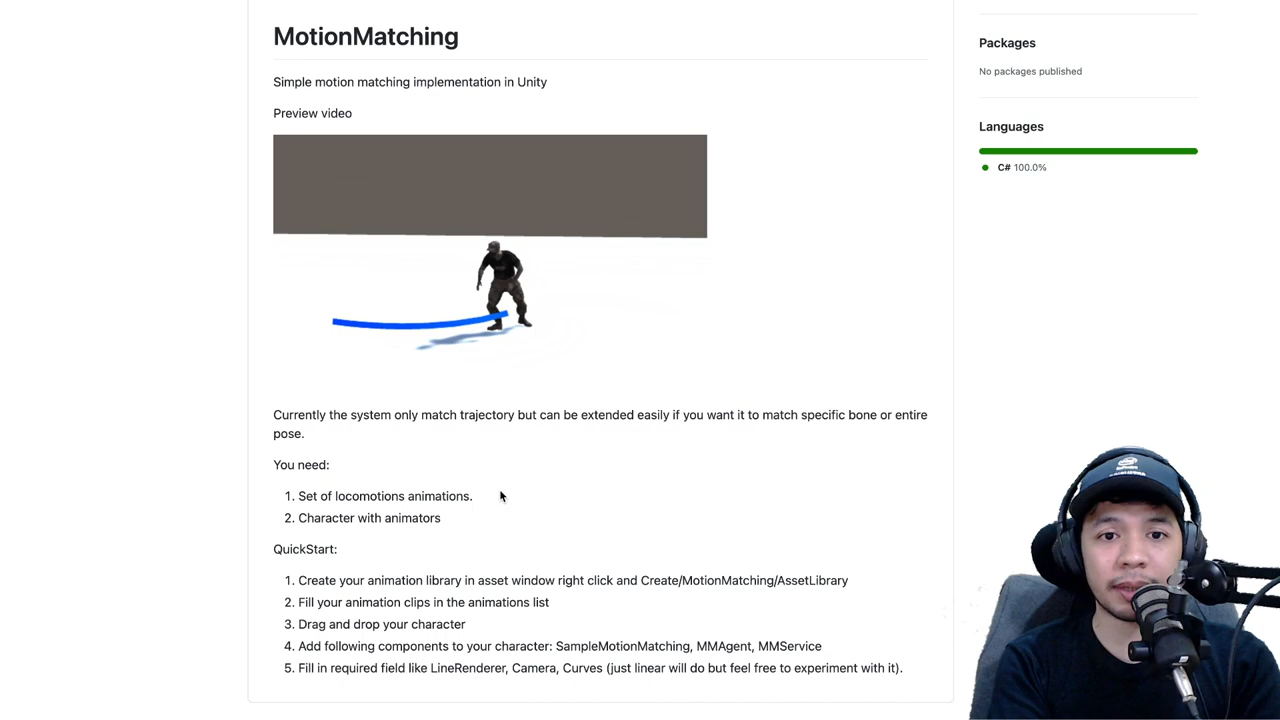 MotionMatching
Simple motion matching implementation in Unity
Preview video
Currently the system only match trajectory but can be extended easily if you want it to match specific bone or entire
pose.
You need:
1. Set of locomotions animations.
2. Character with animators
QuickStart:
1. Create your animation library in asset window right click and Create/MotionMatching/AssetLibrary
2. Fill your animation clips in the animations list
3. Drag and drop your character
4. Add following components to your character: SampleMotionMatching, MMAgent, MMService
5. Fill in required field like LineRenderer, Camera, Curves (just linear will do but feel free to experiment with it).
Packages
No packages published
Languages
C# 100.0%